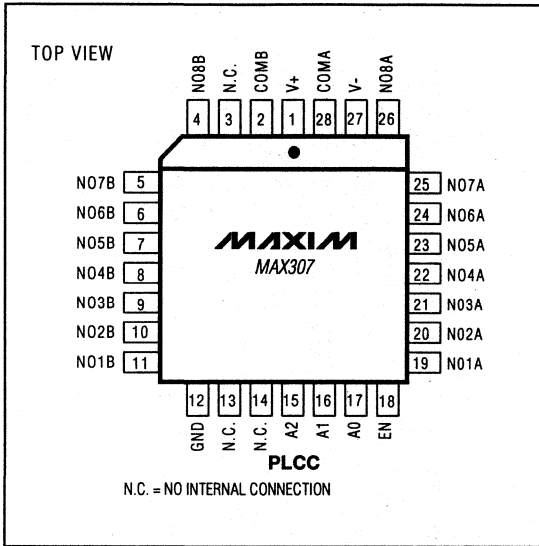 TOP VIEW
NO8B N.C. COMB V+ COMA V- NO8A
4 3 2 1 28 27 26
NO7B 5 25 NO7A
NO6B 6 24 NO6A
NO5B 7 23 NO5A
MAXIM
MAX307
NO4B 8 22 NO4A
NO3B 9 21 NO3A
NO2B 10 20 NO2A
NO1B 11 19 NO1A
12 13 14 15 16 17 18
GND N.C. N.C. A2 A1 A0 EN
PLCC
N.C. = NO INTERNAL CONNECTION